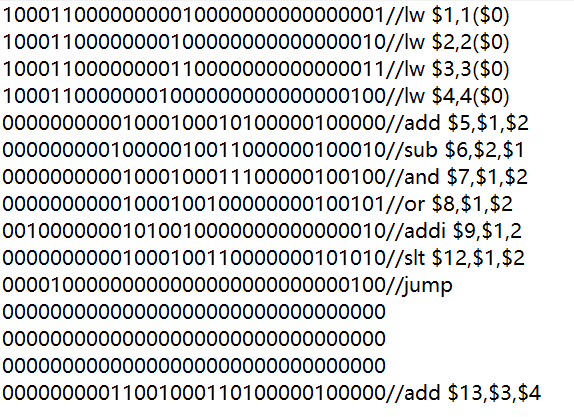 10001100000000010000000000000001//lw $1,1($0)
10001100000000100000000000000010//lw $2,2($0)
10001100000000110000000000000011//lw $3,3($0)
10001100000001000000000000000100//lw $4,4($0)
00000000001000100010100000100000//add $5,$1,$2
00000000010000010011000000100010//sub $6,$2,$1
00000000001000100011100000100100//and $7,$1,$2
00000000001000100100000000100101//or $8,$1,$2
00100000001010010000000000000010//addi $9,$1,2
00000000001000100110000000101010//slt $12,$1,$2
00001000000000000000000000000100//jump
00000000000000000000000000000000
00000000000000000000000000000000
00000000000000000000000000000000
00000000011001000110100000100000//add $13,$3,$4